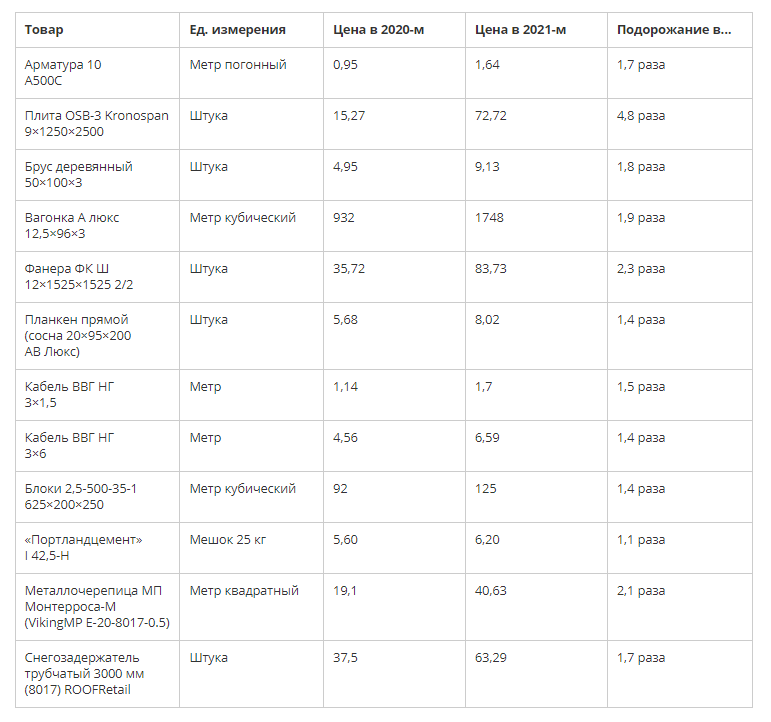 Товар Ед. измерения Цена в 2020-м Цена в 2021-м Подорожание в...
Арматура 10 Метр погонный 0,95 1,64 1,7 раза
А500С
Плита OSB-3 Kronospan Штука 15,27 72,72 4,8 раза
9×1250×2500
Брус деревянный Штука 4,95 9,13 1,8 раза
50×100×3
Вагонка А люкс Метр кубический 932 1748 1,9 раза
12,5×96×3
Фанера ФК Ш Штука 35,72 83,73 2,3 раза
12×1525×1525 2/2
Планкен прямой Штука 5,68 8,02 1,4 раза
(сосна 20×95×200
АВ Люкс)
Кабель ВВГ НГ Метр 1,14 1,7 1,5 раза
3×1,5
Кабель ВВГ НГ Метр 4,56 6,59 1,4 раза
3×6
Блоки 2,5-500-35-1 Метр кубический 92 125 1,4 раза
625×200×250
«Портландцемент» Мешок 25 кг 5,60 6,20 1,1 раза
I 42,5-Н
Металлочерепица МП Метр квадратный 19,1 40,63 2,1 раза
Монтерроса-М
(VikingMP E-20-8017-0.5)
Снегозадержатель Штука 37,5 63,29 1,7 раза
трубчатый 3000 мм
(8017) ROOFRetail